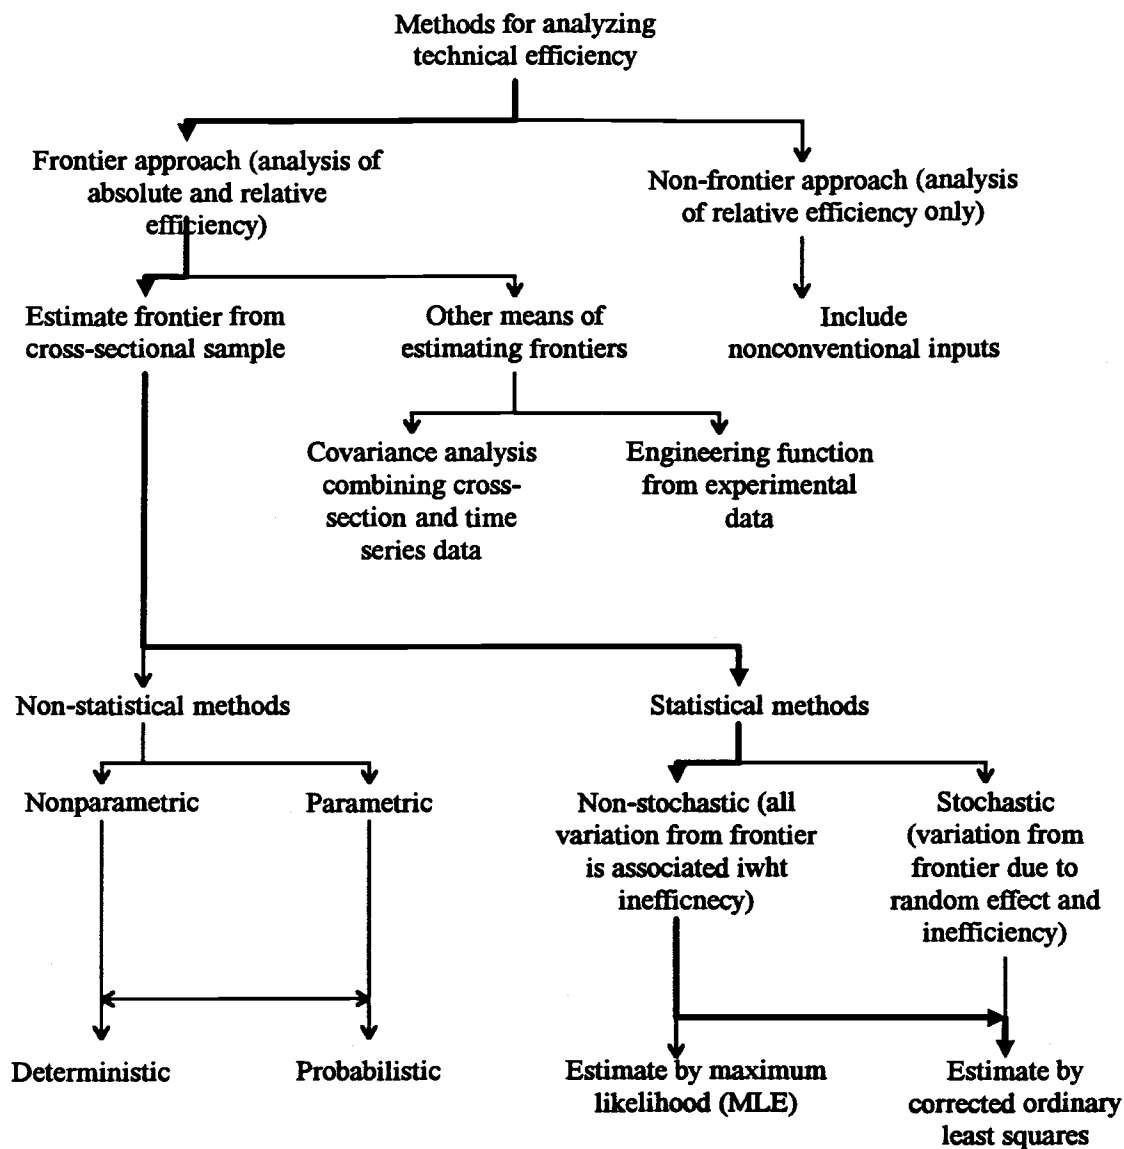 Methods for analyzing
technical efficiency
Frontier approach (analysis of
absolute and relative
efficiency)
Non-frontier approach (analysis
of relative efficiency only)
Estimate frontier from
cross-sectional sample
Other means of
estimating frontiers
Include
nonconventional inputs
Covariance analysis
combining cross-
section and time
series data
Engineering function
from experimental
data
Non-statistical methods
Statistical methods
Nonparametric
Parametric
Non-stochastic (all
variation from frontier
is associated iwht
inefficnecy)
Stochastic
(variation from
frontier due to
random effect and
inefficiency)
Deterministic
Probabilistic
Estimate by maximum
likelihood (MLE)
Estimate by
corrected ordinary
least squares